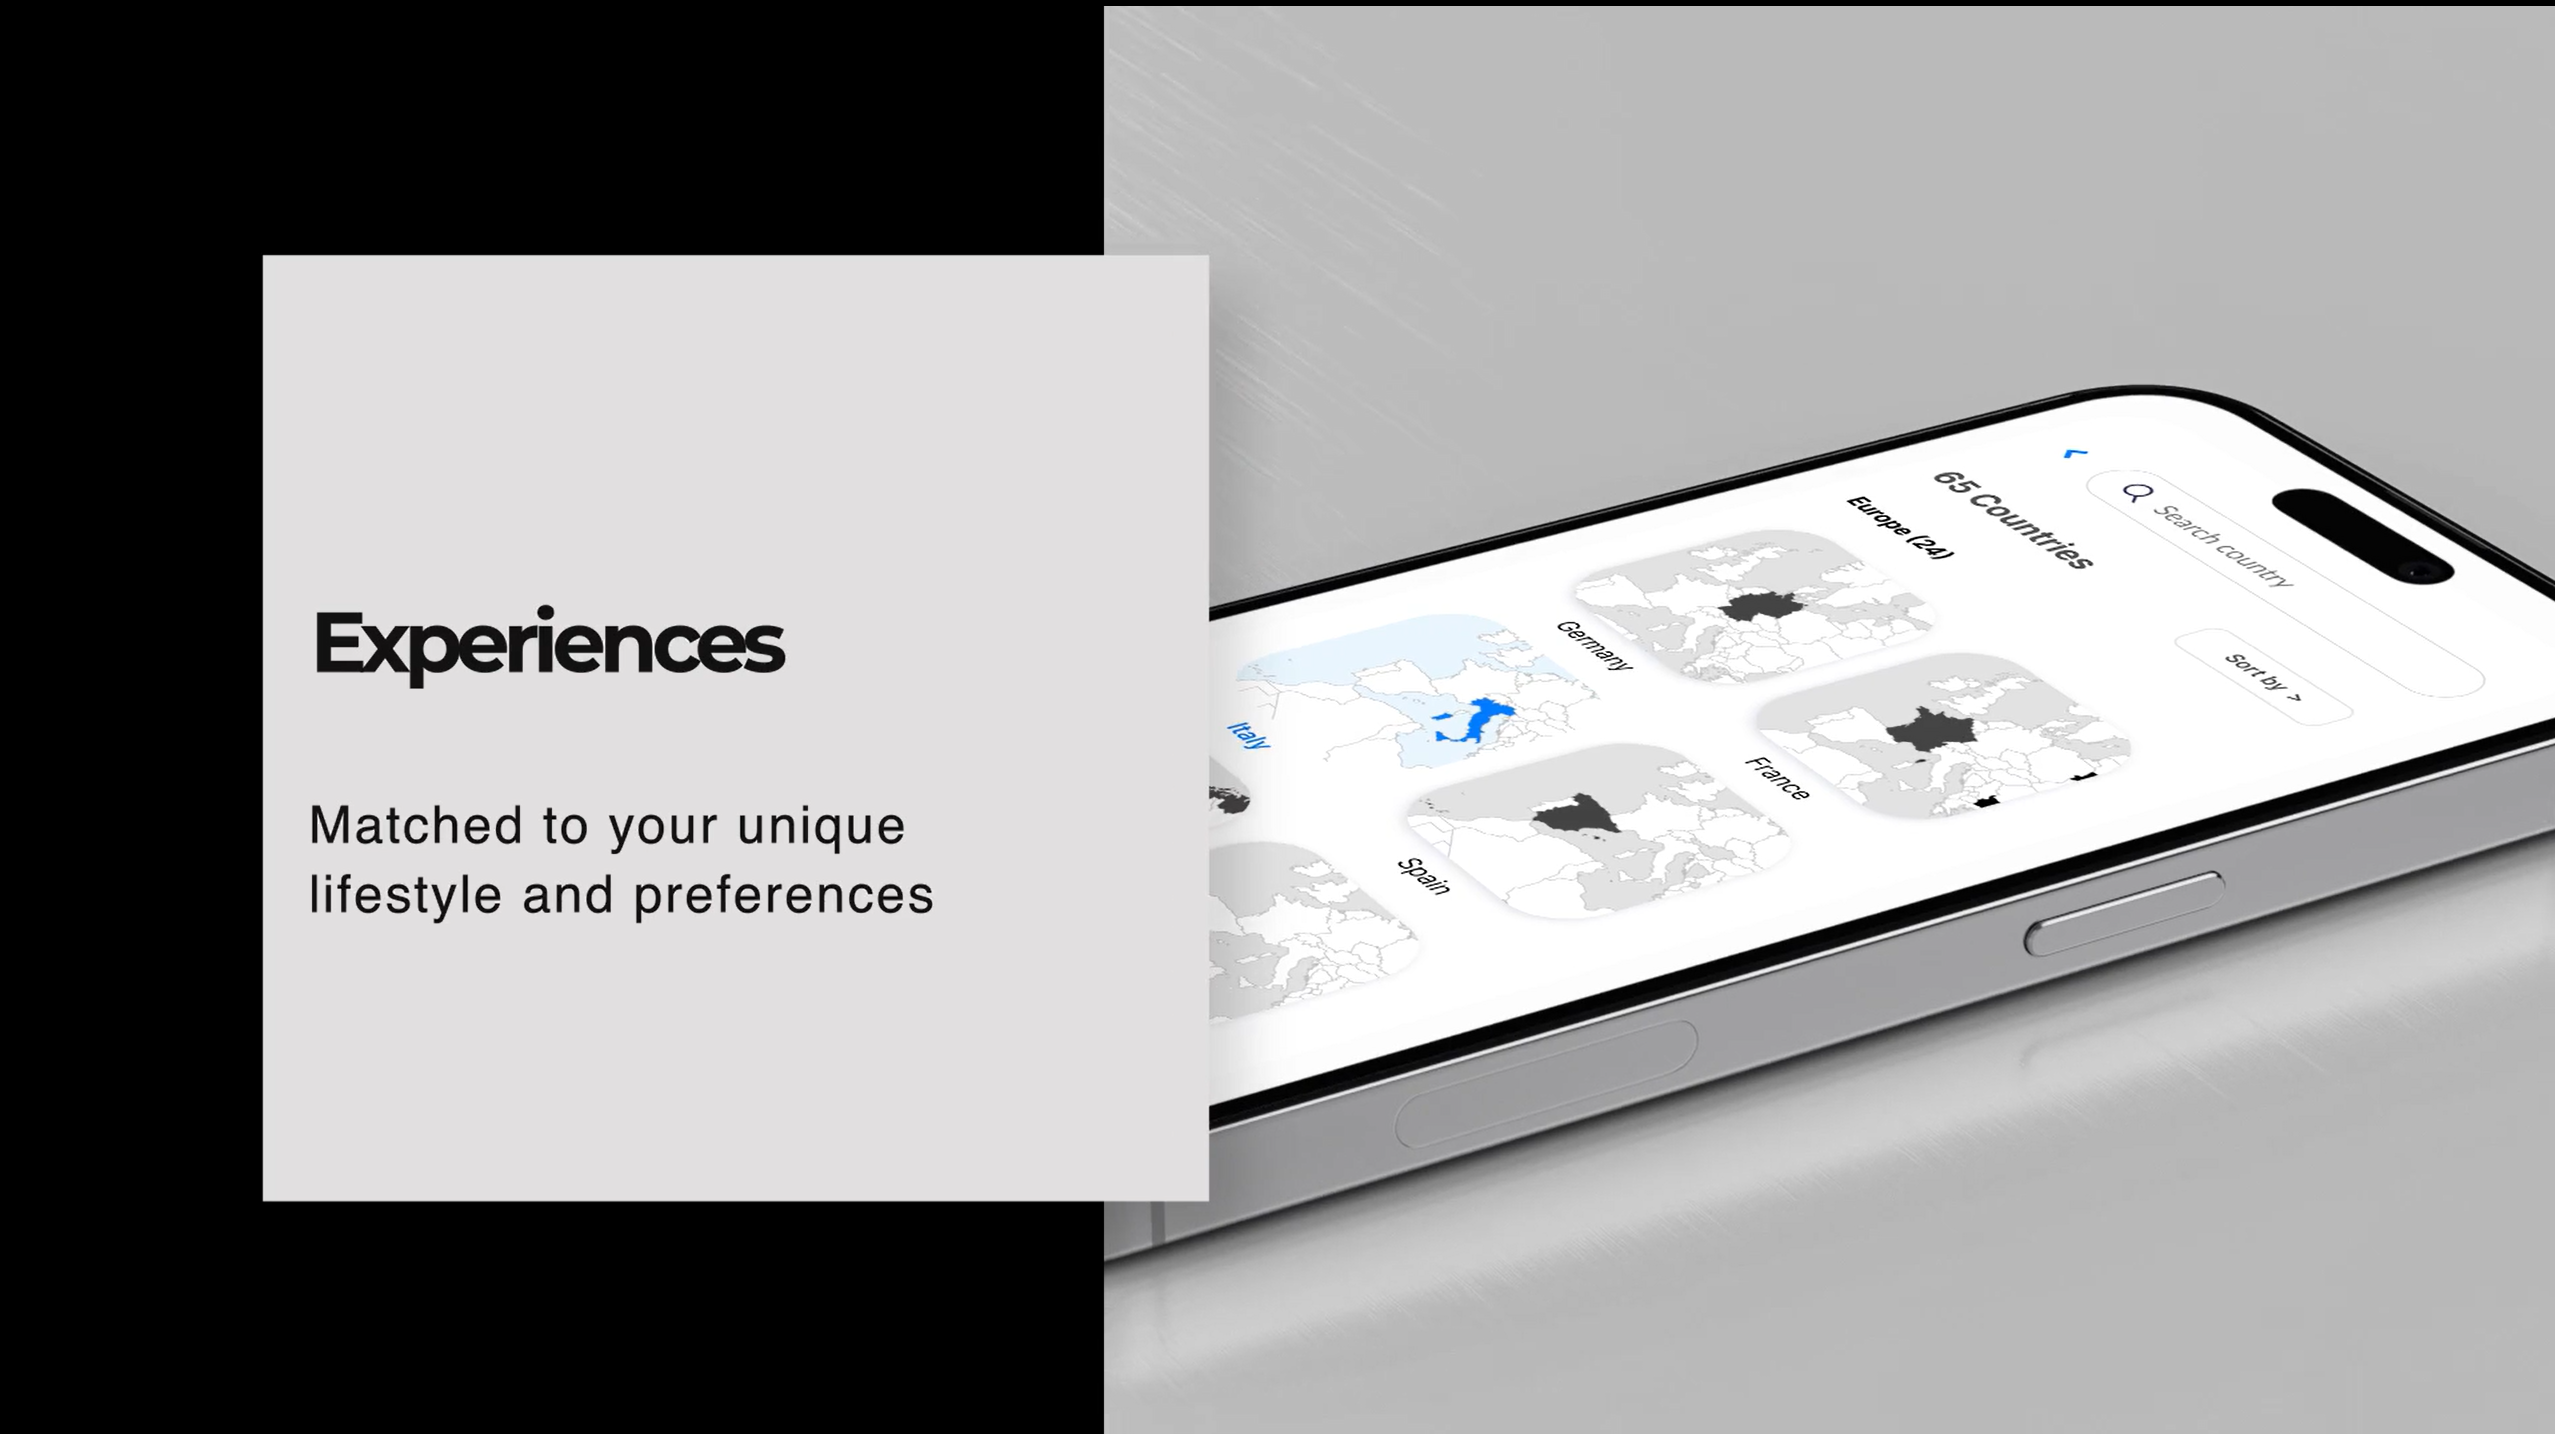 Experiences
Matched to your unique
lifestyle and preferences
Search country
Sort by >
65 Countries
Europe (24)
Germany
France
Italy
Spain